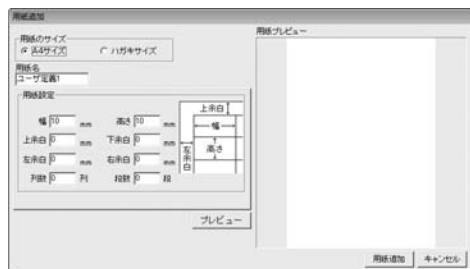 用紙追加
用紙のサイズ
A4サイズ
ハガキサイズ
用紙名
ユーザ定義1
用紙設定
幅 10 mm 高さ 10 mm
上余白 0 mm 下余白 0 mm
左余白 0 mm 右余白 0 mm
列数 0 列 段数 0 段
上余白
幅
高さ
左余白
プレビュー
用紙プレビュー
用紙追加 キャンセル